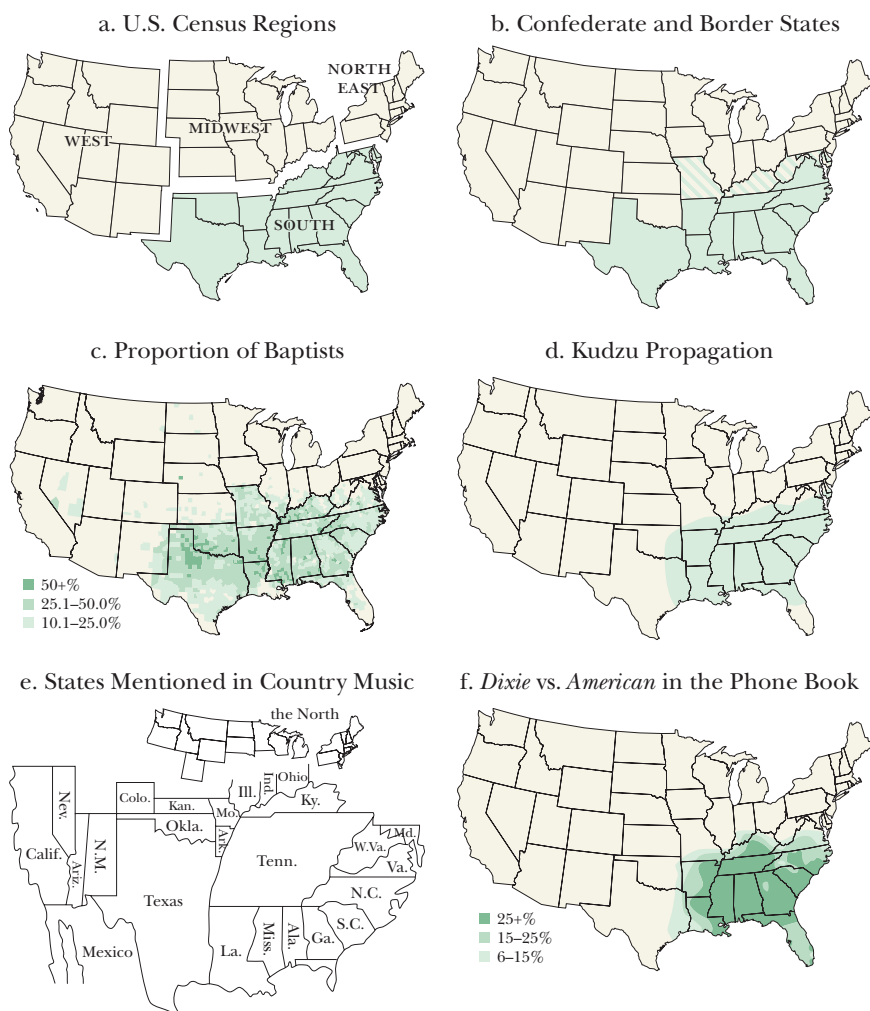 a. U.S. Census Regions
b. Confederate and Border States
NORTH
EAST
WEST
MIDWEST
SOUTH
c. Proportion of Baptists
d. Kudzu Propagation
50+%
25.1–50.0%
10.1–25.0%
e. States Mentioned in Country Music
f. Dixie vs. American in the Phone Book
the North
Nev.
Colo.
Ill.
Ind.
Ohio
Kan.
Mo.
Ky.
Okla.
Ark.
Md.
Calif.
Ariz.
N.M.
Tenn.
W.Va.
Va.
Texas
N.C.
S.C.
Mexico
La.
Miss.
Ala.
Ga.
25+%
15–25%
6–15%